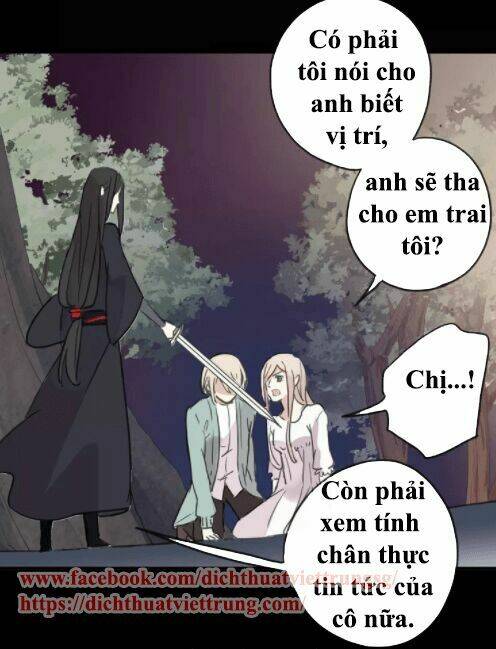 Có phải
tôi nói cho
anh biết
vị trí,
anh sẽ tha
cho em trai
tôi?
Chị...!
Còn phải
xem tính
chân thực
tin tức của
cô nữa.
www.facebook.com/dichthuatviettrungsg/
https://dichthuatviettrung.com/